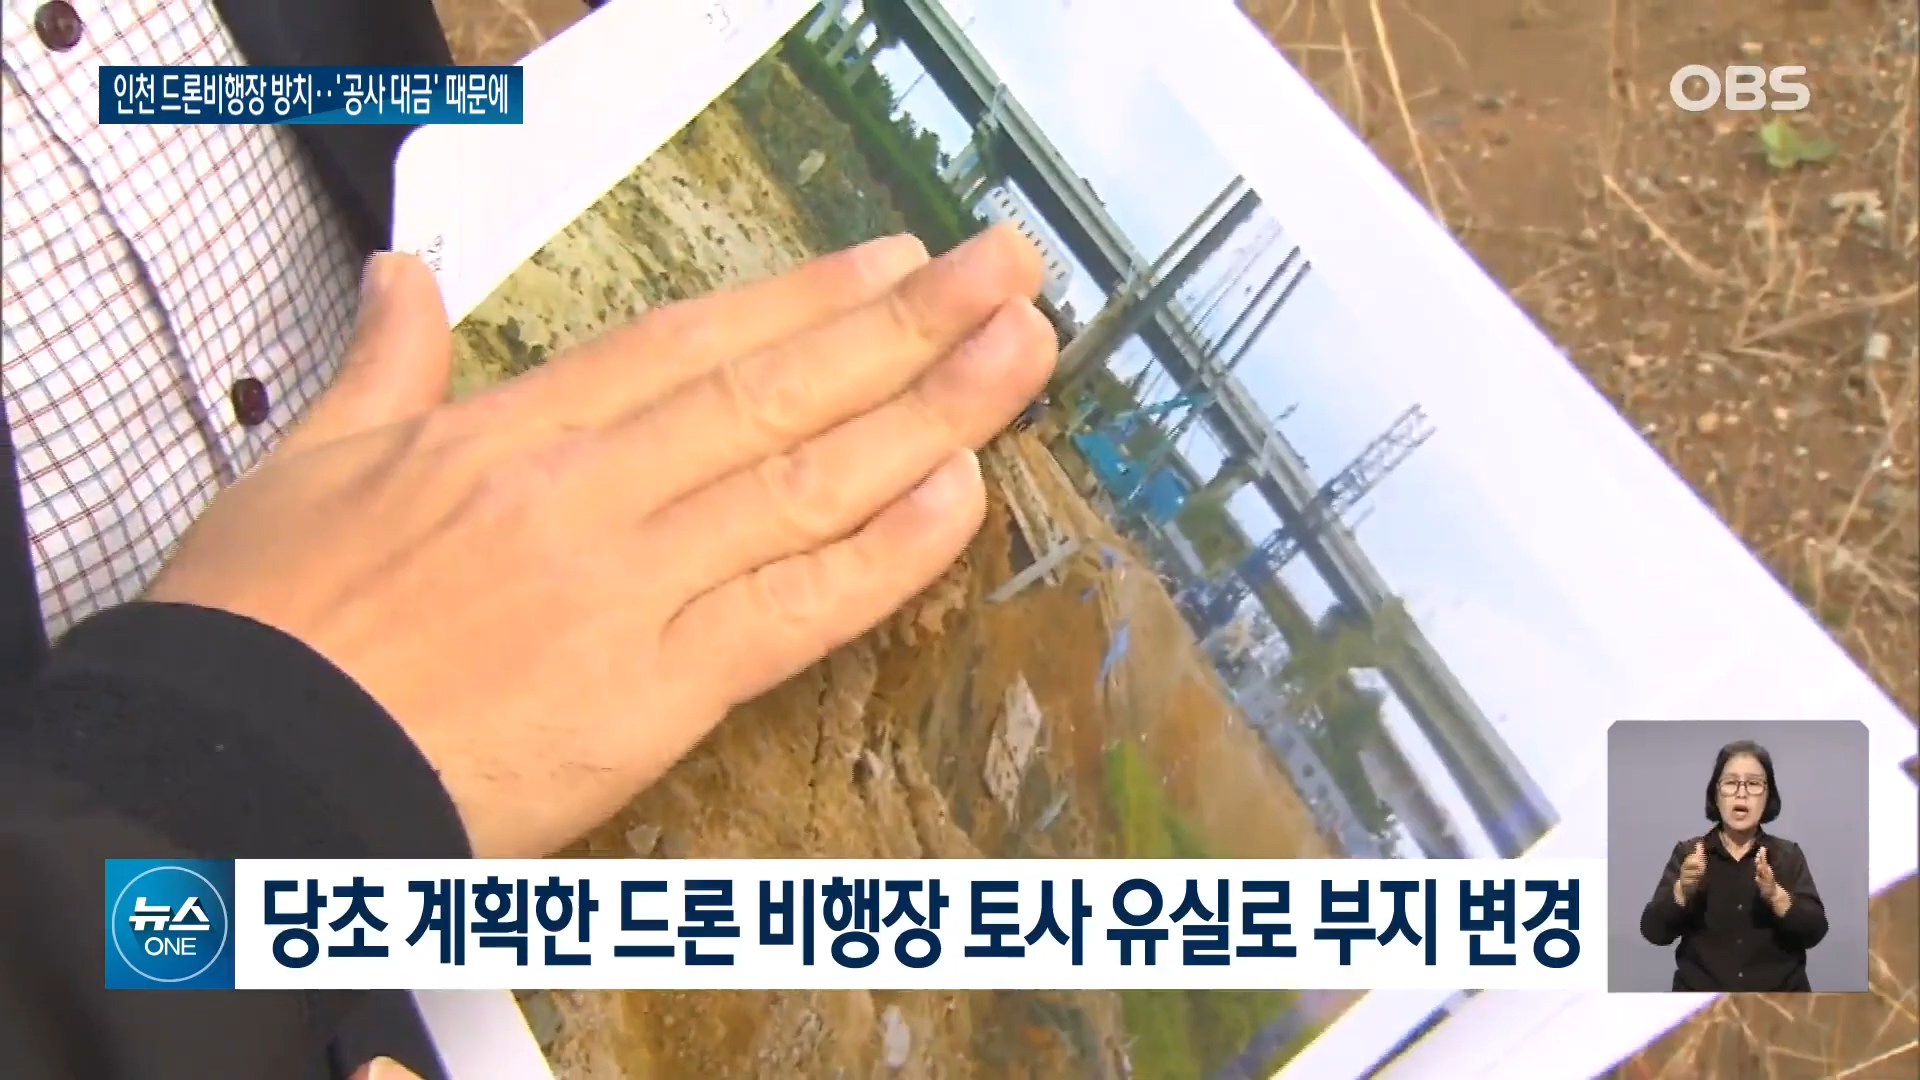 인천 드론비행장 방치‥'공사 대금' 때문에
OBS
뉴스
ONE
당초 계획한 드론 비행장 토사 유실로 부지 변경